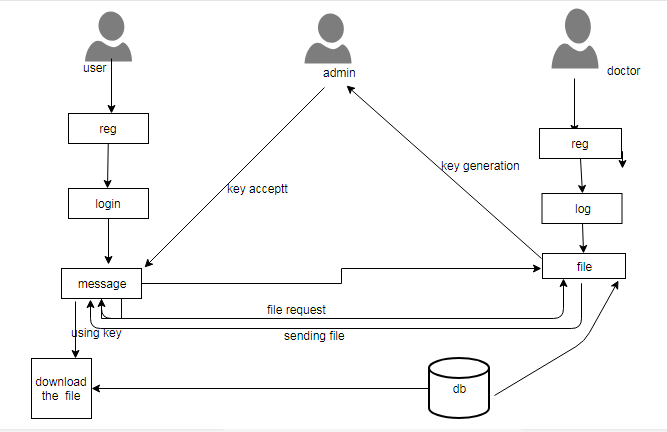 user
admin
doctor
reg
reg
key generation
key acceptt
login
log
message
file
file request
using key
sending file
download
the file
db